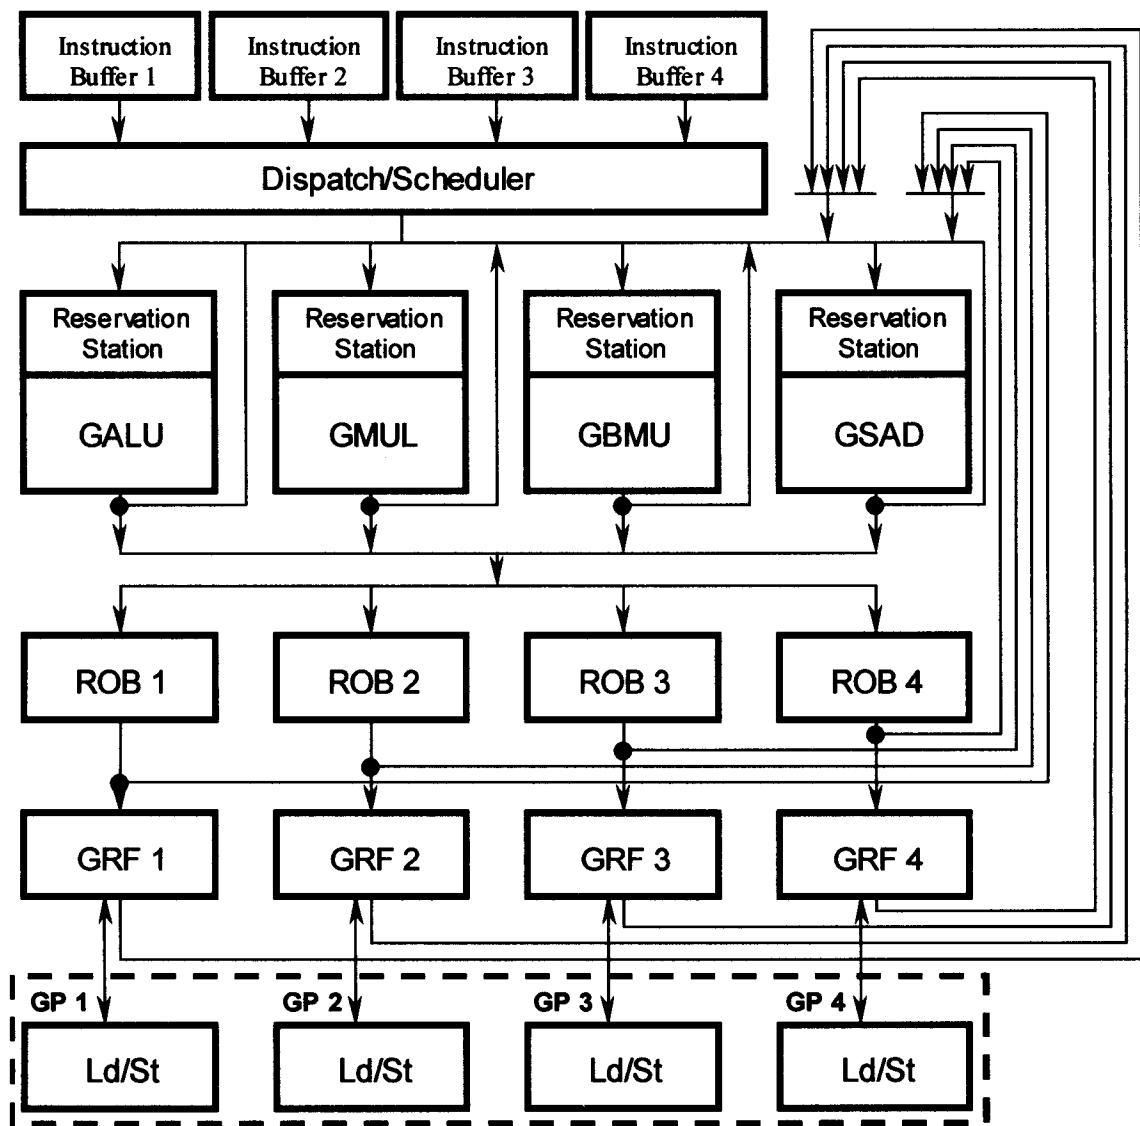 Instruction
Buffer 1
Instruction
Buffer 2
Instruction
Buffer 3
Instruction
Buffer 4
Dispatch/Scheduler
Reservation
Station
Reservation
Station
Reservation
Station
Reservation
Station
GALU
GMUL
GBMU
GSAD
ROB 1
ROB 2
ROB 3
ROB 4
GRF 1
GRF 2
GRF 3
GRF 4
GP 1
GP 2
GP 3
GP 4
Ld/St
Ld/St
Ld/St
Ld/St